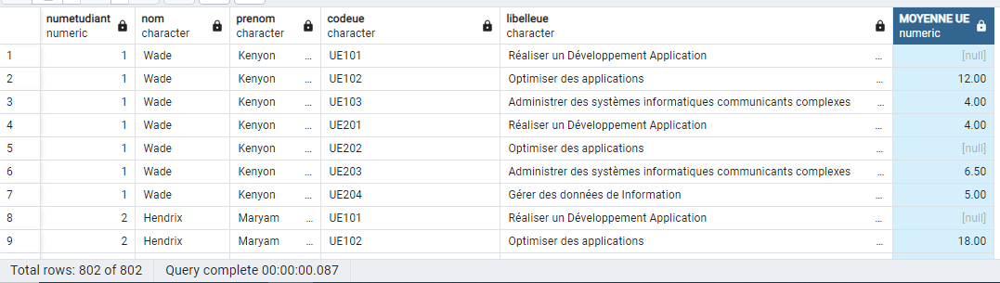 numetudiant nom prenom codeue libelleue MOYENNE UE
numeric character character character character numeric
1 1 Wade Kenyon ... UE101 Réaliser un Développement Application ... [null]
2 1 Wade Kenyon ... UE102 Optimiser des applications ... 12.00
3 1 Wade Kenyon ... UE103 Administrer des systèmes informatiques communicants complexes ... 4.00
4 1 Wade Kenyon ... UE201 Réaliser un Développement Application ... 4.00
5 1 Wade Kenyon ... UE202 Optimiser des applications ... [null]
6 1 Wade Kenyon ... UE203 Administrer des systèmes informatiques communicants complexes ... 6.50
7 1 Wade Kenyon ... UE204 Gérer des données de Information ... 5.00
8 2 Hendrix Maryam ... UE101 Réaliser un Développement Application ... [null]
9 2 Hendrix Maryam ... UE102 Optimiser des applications ... 18.00
Total rows: 802 of 802 Query complete 00:00:00.087